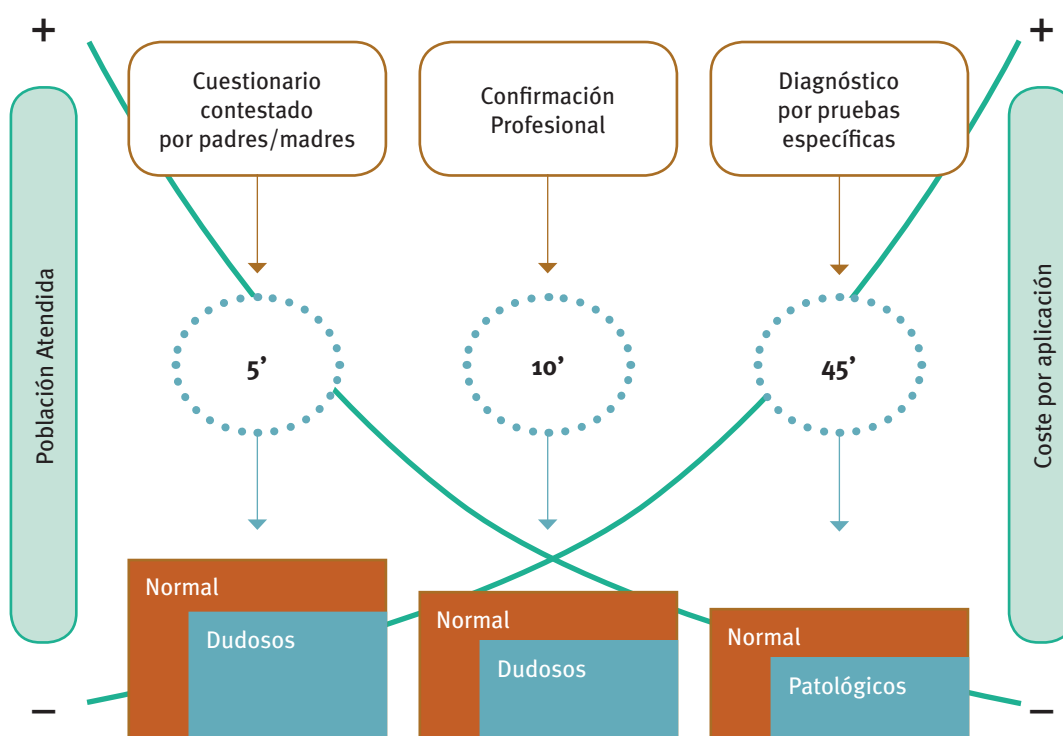 +
+
Cuestionario
contestado
por padres/madres
Confirmación
Profesional
Diagnóstico
por pruebas
específicas
Población Atendida
Coste por aplicación
5’
10’
45’
Normal
Dudosos
Normal
Dudosos
Normal
Patológicos
–
–